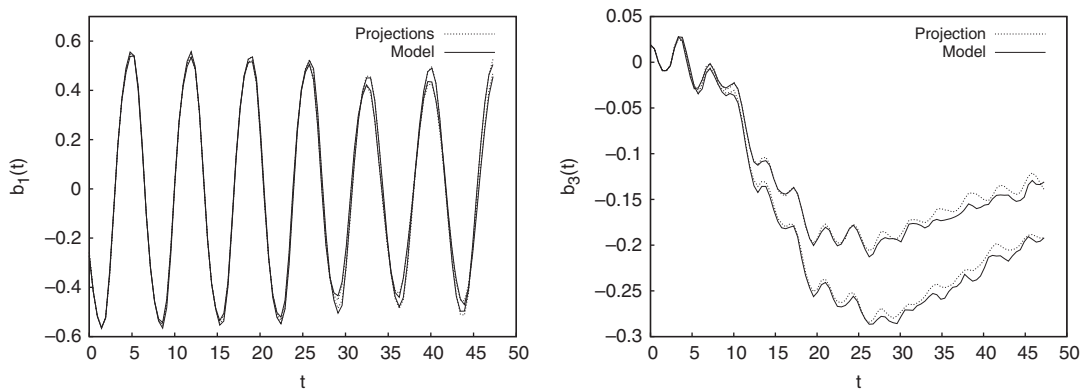 0.6
0.4
0.2
0
−0.2
−0.4
−0.6
b1(t)
Projections
Model
0 5 10 15 20 25 30 35 40 45 50
t
0.05
0
−0.05
−0.1
−0.15
−0.2
−0.25
−0.3
b3(t)
Projection
Model
0 5 10 15 20 25 30 35 40 45 50
t